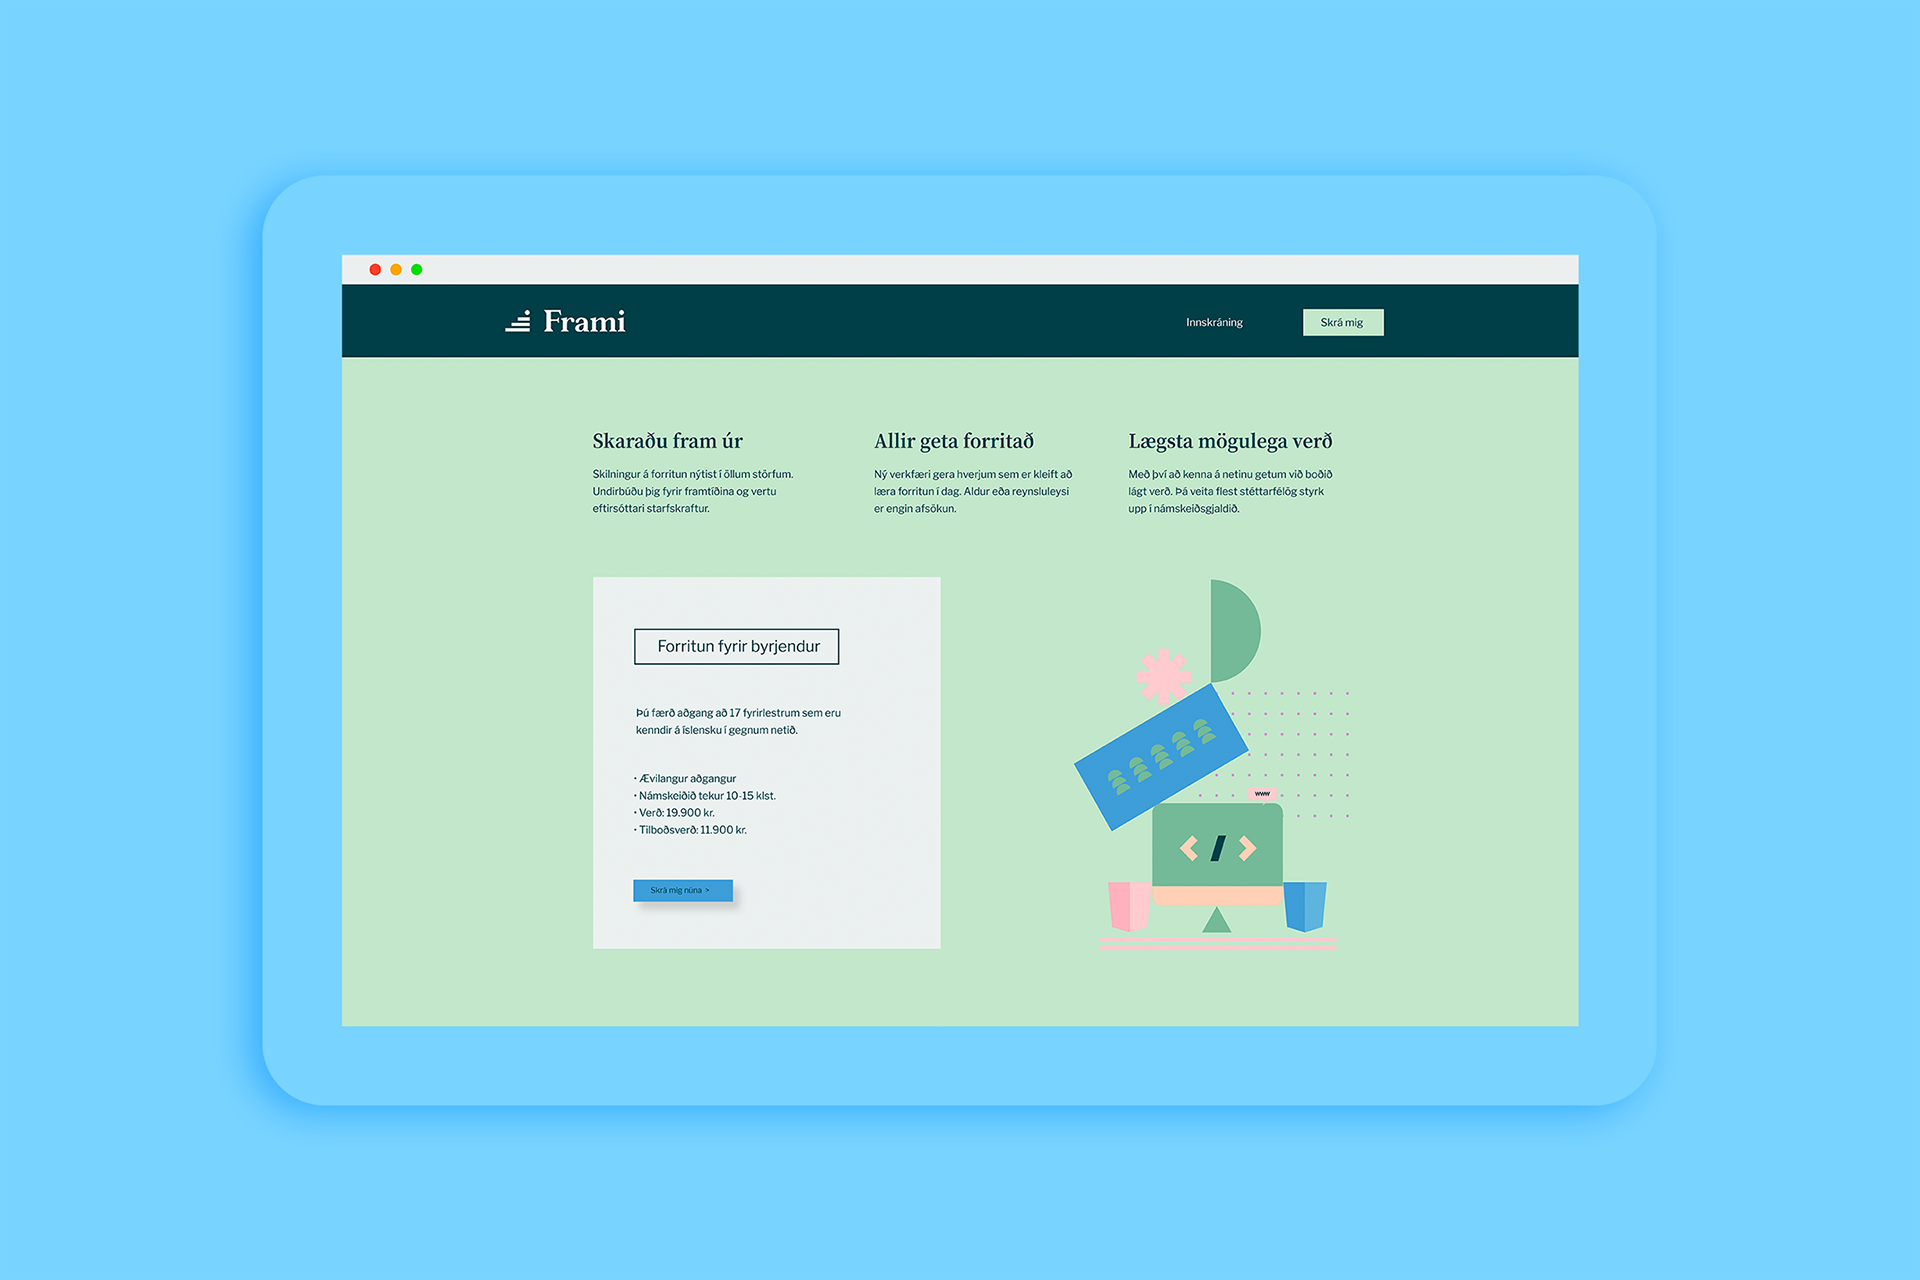 Frami
Innskráning
Skrá mig
Skaraðu fram úr
Skilningur á forritun nýtist í öllum störfum.
Undirbúðu þig fyrir framtíðina og vertu
eftirsóttari starfskraftur.
Allir geta forritað
Ný verkfæri gera hverjum sem er kleift að
læra forritun í dag. Aldur eða reynsluleysi
er engin afsökun.
Lægsta mögulega verð
Með því að kenna á netinu getum við boðið
lágt verð. Þá veita flest stéttarfélög styrk
upp í námskeiðsgjaldið.
Forritun fyrir byrjendur
Þú færð aðgang að 17 fyrirlestrum sem eru
kenndir á íslensku í gegnum netið.
• Ævilangur aðgangur
• Námskeiðið tekur 10-15 klst.
• Verð: 19.900 kr.
• Tilboðsverð: 11.900 kr.
Skrá mig núna >
www
< / >